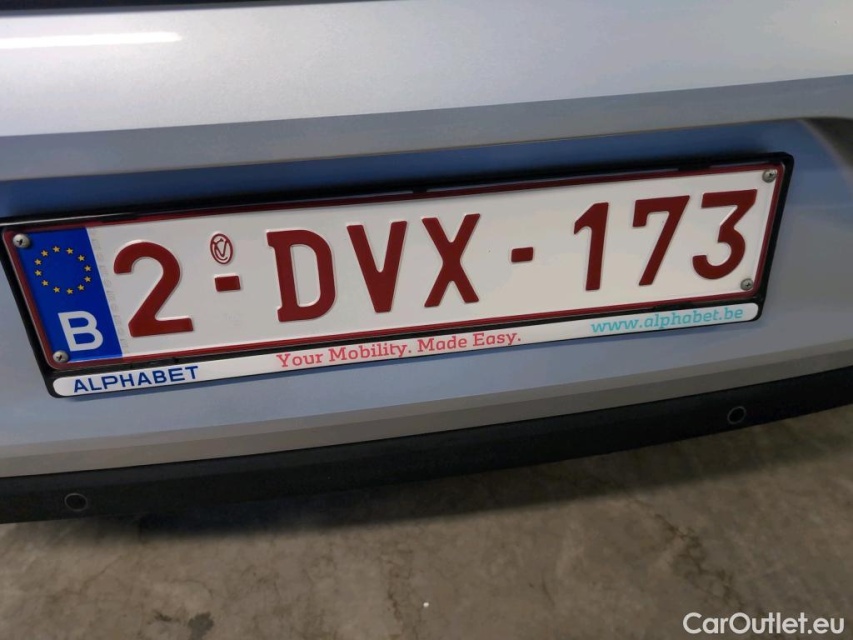 B 2-DVX-173
ALPHABET Your Mobility. Made Easy. www.alphabet.be
CarOutlet.eu